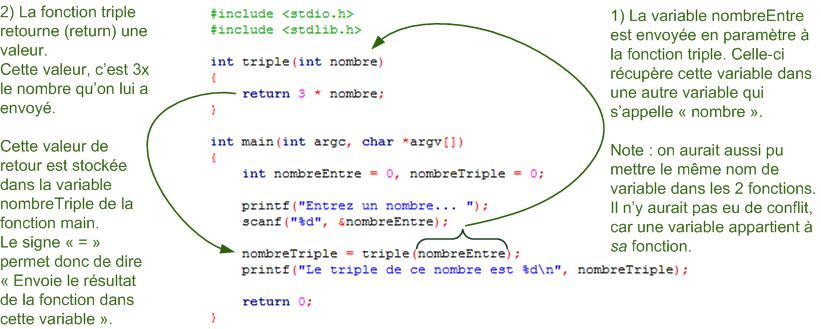 2) La fonction triple
retourne (return) une
valeur.
Cette valeur, c'est 3x
le nombre qu'on lui a
envoyé.
Cette valeur de
retour est stockée
dans la variable
nombreTriple de la
fonction main.
Le signe « = »
permet donc de dire
« Envoie le résultat
de la fonction dans
cette variable ».
#include <stdio.h>
#include <stdlib.h>
int triple(int nombre)
{
return 3 * nombre;
}
int main(int argc, char *argv[])
{
int nombreEntre = 0, nombreTriple = 0;
printf("Entrez un nombre... ");
scanf("%d", &nombreEntre);
nombreTriple = triple(nombreEntre);
printf("Le triple de ce nombre est %d\n", nombreTriple);
return 0;
}
1) La variable nombreEntre
est envoyée en paramètre à
la fonction triple. Celle-ci
récupère cette variable dans
une autre variable qui
s'appelle « nombre ».
Note : on aurait aussi pu
mettre le même nom de
variable dans les 2 fonctions.
Il n'y aurait pas eu de conflit,
car une variable appartient à
sa fonction.